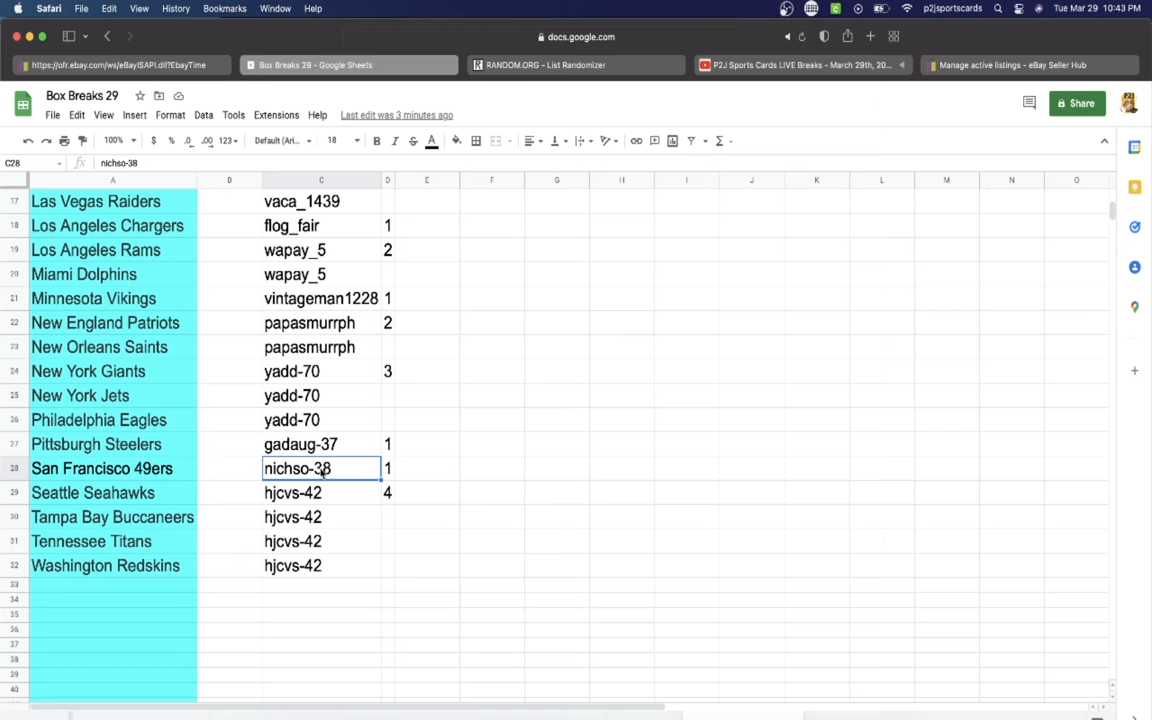 Safari File Edit View History Bookmarks Window Help p2jsportscards Tue Mar 29 10:43 PM
docs.google.com
https://ofr.ebay.com/ws/eBayISAPI.dll?EbayTime Box Breaks 29 - Google Sheets RANDOM.ORG - List Randomizer P2J Sports Cards LIVE Breaks - March 29th, 20... Manage active listings - eBay Seller Hub
Box Breaks 29
File Edit View Insert Format Data Tools Extensions Help Last edit was 3 minutes ago
Share
100% $ % .0 .00 123 Default (Ari... 18 B I S A
C28 fx nichso-38
A B C D E F G H I J K L M N O
17 Las Vegas Raiders vaca_1439
18 Los Angeles Chargers flog_fair 1
19 Los Angeles Rams wapay_5 2
20 Miami Dolphins wapay_5
21 Minnesota Vikings vintageman1228 1
22 New England Patriots papasmurrph 2
23 New Orleans Saints papasmurrph
24 New York Giants yadd-70 3
25 New York Jets yadd-70
26 Philadelphia Eagles yadd-70
27 Pittsburgh Steelers gadaug-37 1
28 San Francisco 49ers nichso-38 1
29 Seattle Seahawks hjcvs-42 4
30 Tampa Bay Buccaneers hjcvs-42
31 Tennessee Titans hjcvs-42
32 Washington Redskins hjcvs-42
33
34
35
36
37
38
39
40